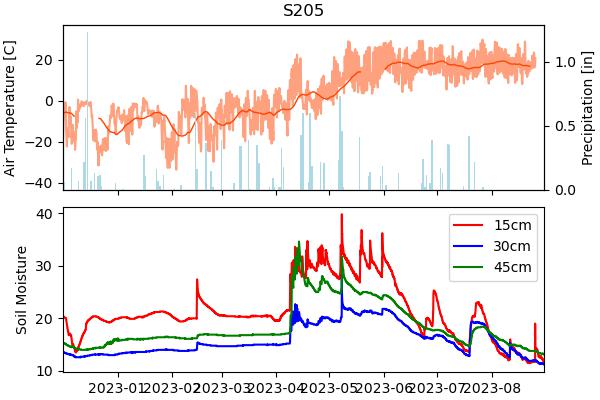 S205
Air Temperature [C]
20
0
−20
−40
1.0
0.5
0.0
Precipitation [in]
Soil Moisture
40
30
20
10
15cm
30cm
45cm
2023-01 2023-02 2023-03 2023-04 2023-05 2023-06 2023-07 2023-08